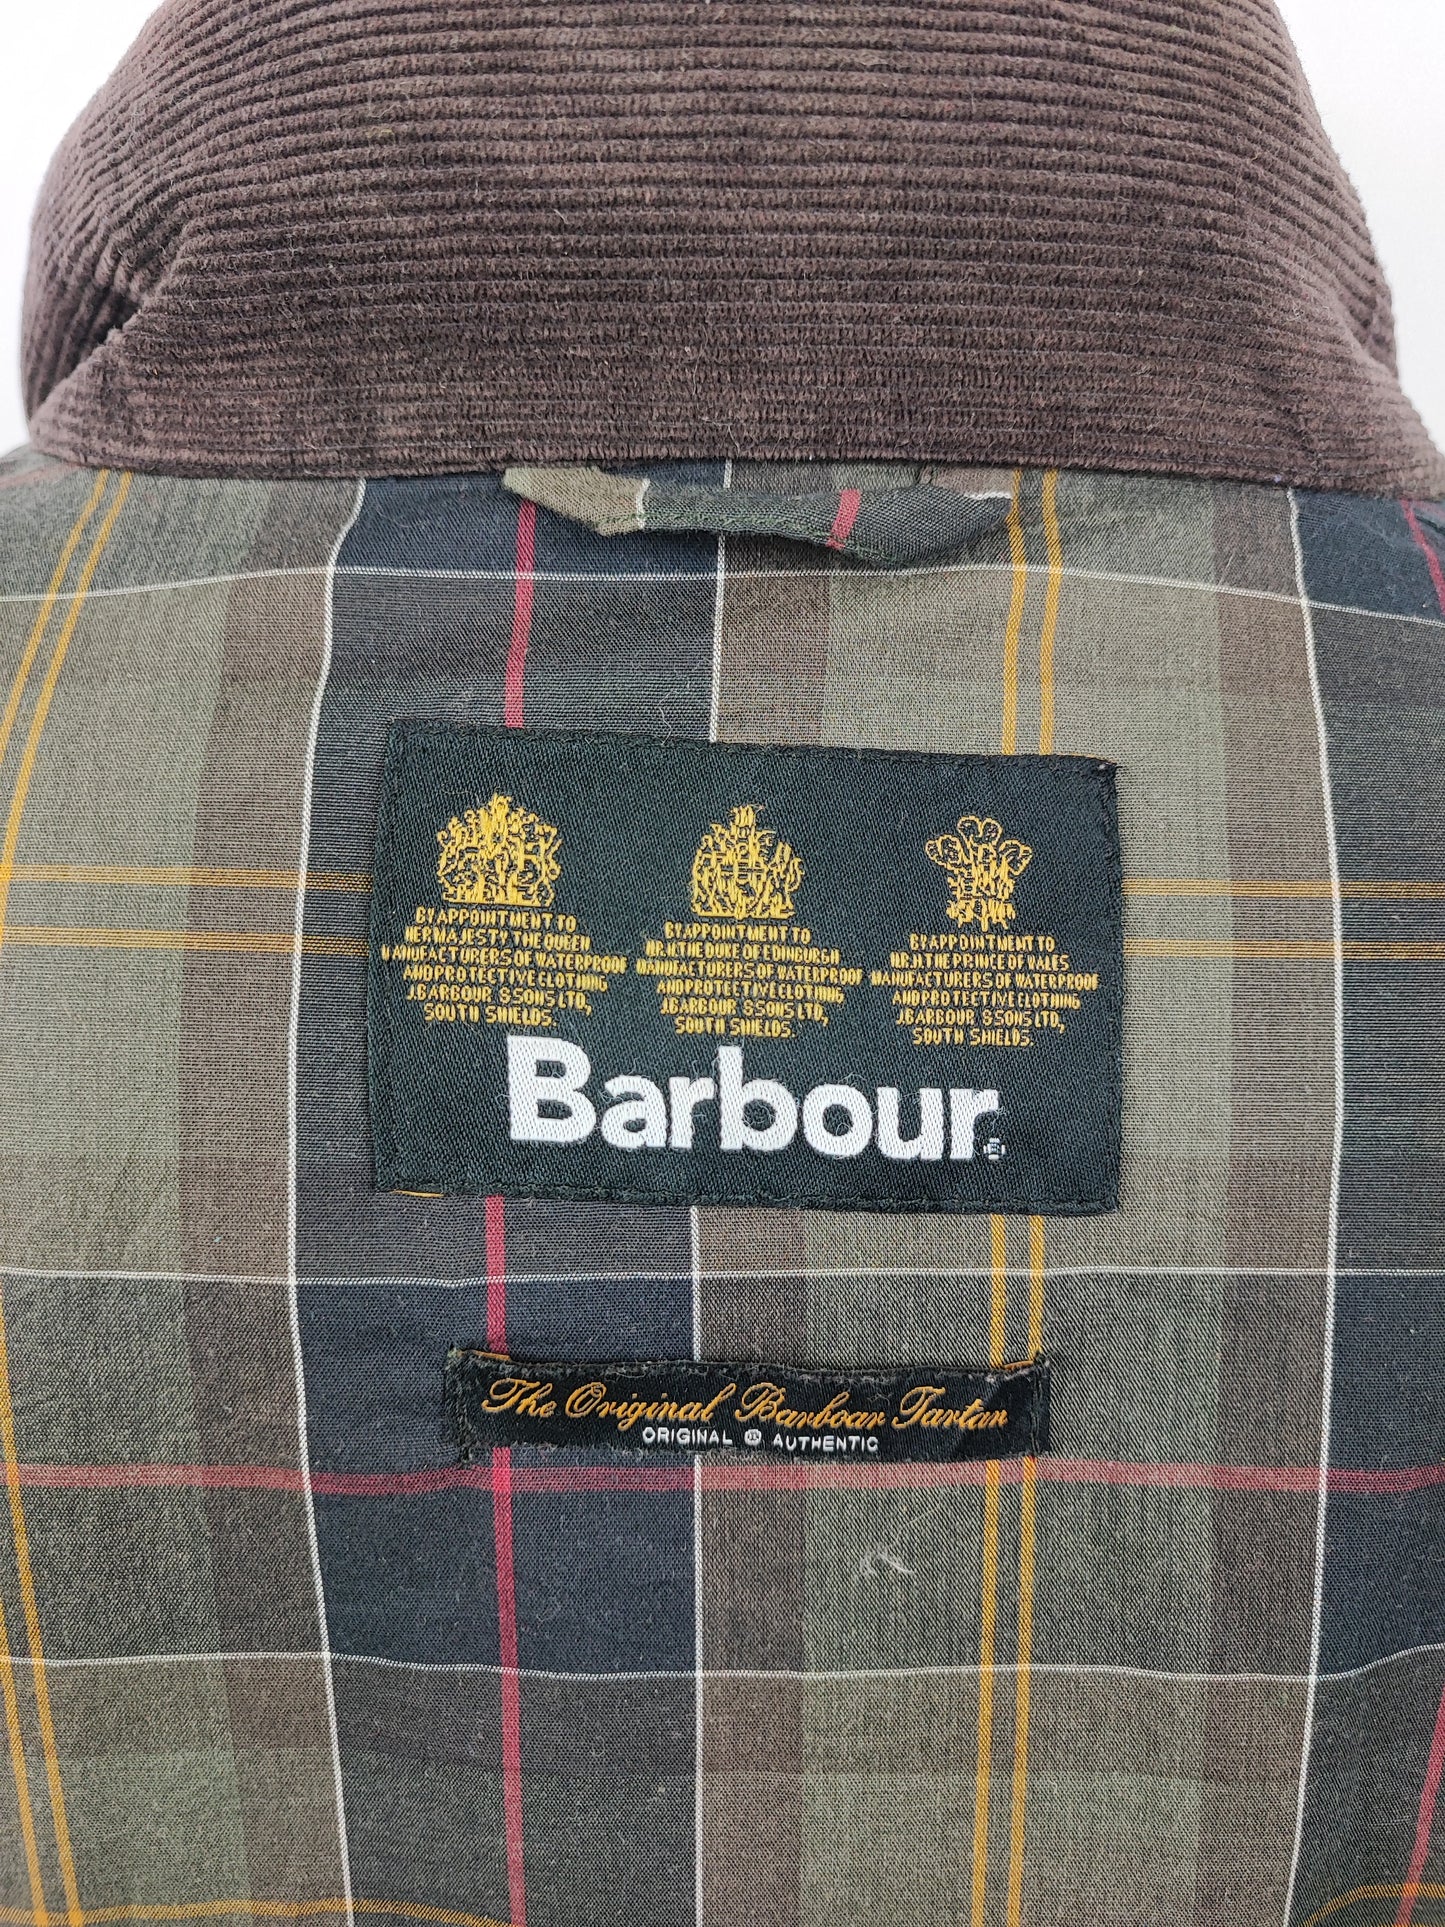 BY APPOINTMENT TO
HER MAJESTY THE QUEEN
MANUFACTURERS OF WATERPROOF
AND PROTECTIVE CLOTHING
J.BARBOUR & SONS LTD,
SOUTH SHIELDS.
BY APPOINTMENT TO
H.R.H. THE DUKE OF EDINBURGH
MANUFACTURERS OF WATERPROOF
AND PROTECTIVE CLOTHING
J.BARBOUR & SONS LTD,
SOUTH SHIELDS.
BY APPOINTMENT TO
H.R.H. THE PRINCE OF WALES
MANUFACTURERS OF WATERPROOF
AND PROTECTIVE CLOTHING
J.BARBOUR & SONS LTD,
SOUTH SHIELDS.
Barbour
The Original Barbour Tartan
ORIGINAL AUTHENTIC